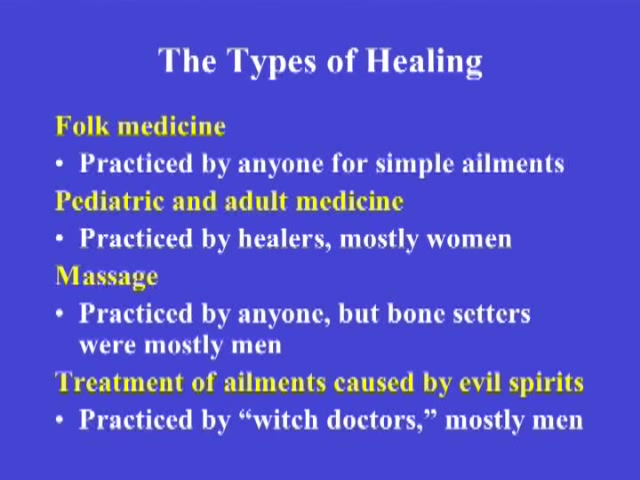 The Types of Healing
Folk medicine
• Practiced by anyone for simple ailments
Pediatric and adult medicine
• Practiced by healers, mostly women
Massage
• Practiced by anyone, but bone setters
were mostly men
Treatment of ailments caused by evil spirits
• Practiced by “witch doctors,” mostly men